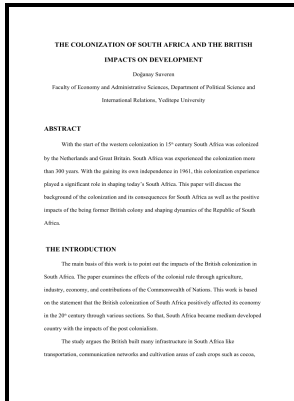 THE COLONIZATION OF SOUTH AFRICA AND THE BRITISH
IMPACTS ON DEVELOPMENT
Doğanay Suveren
Faculty of Economy and Administrative Sciences, Department of Political Science and
International Relations, Yeditepe University
ABSTRACT
With the start of the western colonization in 15th century South Africa was colonized
by the Netherlands and Great Britain. South Africa was experienced the colonization more
than 300 years. With the gaining its own independence in 1961, this colonization experience
played a significant role in shaping today’s South Africa. This paper will discuss the
background of the colonization and its consequences for South Africa as well as the positive
impacts of the being former British colony and shaping dynamics of the Republic of South
Africa.
THE INTRODUCTION
The main basis of this work is to point out the impacts of the British colonization in
South Africa. The paper examines the effects of the colonial rule through agriculture,
industry, economy, and contributions of the Commonwealth of Nations. This work is based
on the statement that the British colonization of South Africa positively affected its economy
in the 20th century through various sections. So that, South Africa became medium developed
country with the impacts of the post colonialism.
The study argues the British built many infrastructure in South Africa like
transportation, communication networks and cultivation areas of cash crops such as cocoa,